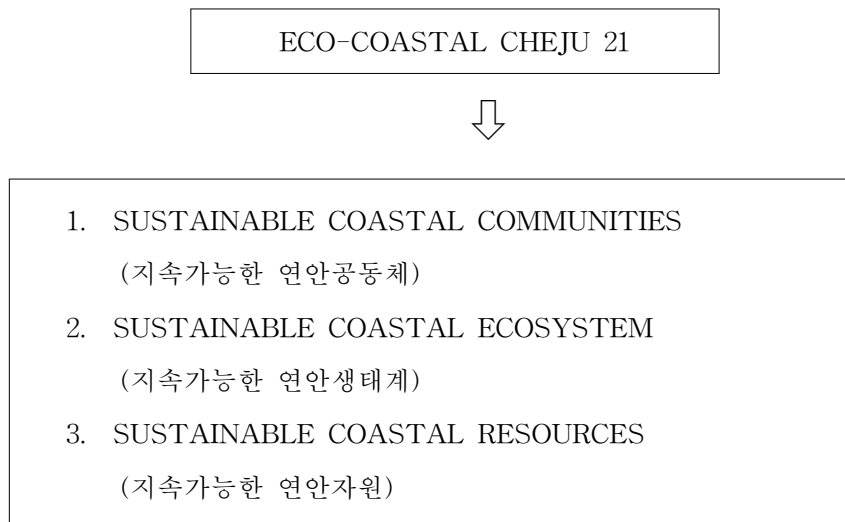 ECO-COASTAL CHEJU 21
1. SUSTAINABLE COASTAL COMMUNITIES
(지속가능한 연안공동체)
2. SUSTAINABLE COASTAL ECOSYSTEM
(지속가능한 연안생태계)
3. SUSTAINABLE COASTAL RESOURCES
(지속가능한 연안자원)